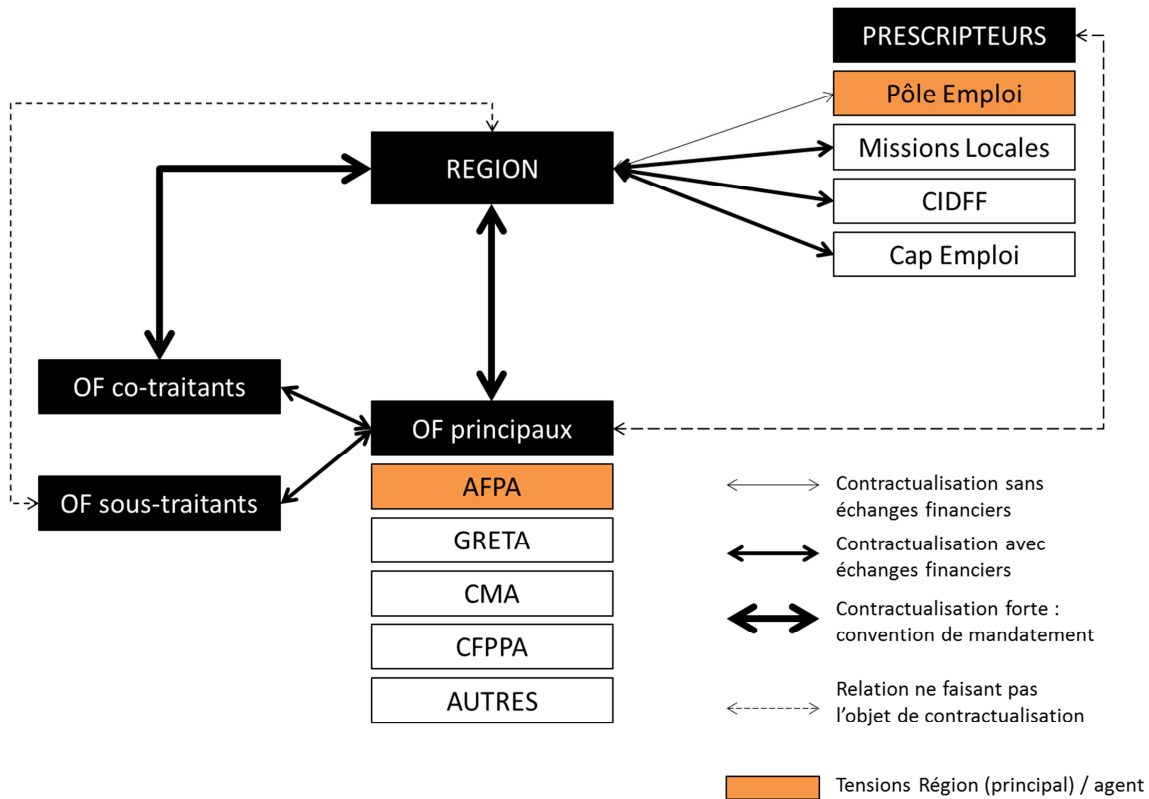 PRESCRIPTEURS
Pôle Emploi
Missions Locales
CIDFF
Cap Emploi
REGION
OF co-traitants
OF sous-traitants
OF principaux
AFPA
GRETA
CMA
CFPPA
AUTRES
Contractualisation sans
échanges financiers
Contractualisation avec
échanges financiers
Contractualisation forte :
convention de mandatement
Relation ne faisant pas
l’objet de contractualisation
Tensions Région (principal) / agent